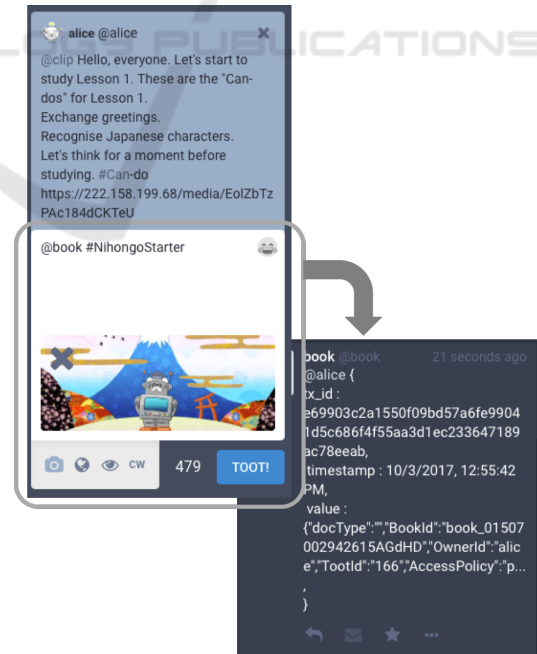 LOGY PUBLICATIONS
alice @alice
@clip Hello, everyone. Let's start to
study Lesson 1. These are the "Can-
dos" for Lesson 1.
Exchange greetings.
Recognise Japanese characters.
Let's think for a moment before
studying. #Can-do
https://222.158.199.68/media/EolZbTz
PAc184dCKTeU
@book #NihongoStarter
CW
479
TOOT!
book @book 21 seconds ago
@alice {
tx_id :
e69903c2a1550f09bd57a6fe9904
1d5c686f4f55aa3d1ec233647189
ac78eeab,
timestamp : 10/3/2017, 12:55:42
PM,
value :
{"docType":"","BookId":"book_01507
002942615AGdHD","OwnerId":"alic
e","TootId":"166","AccessPolicy":"p...
,
}